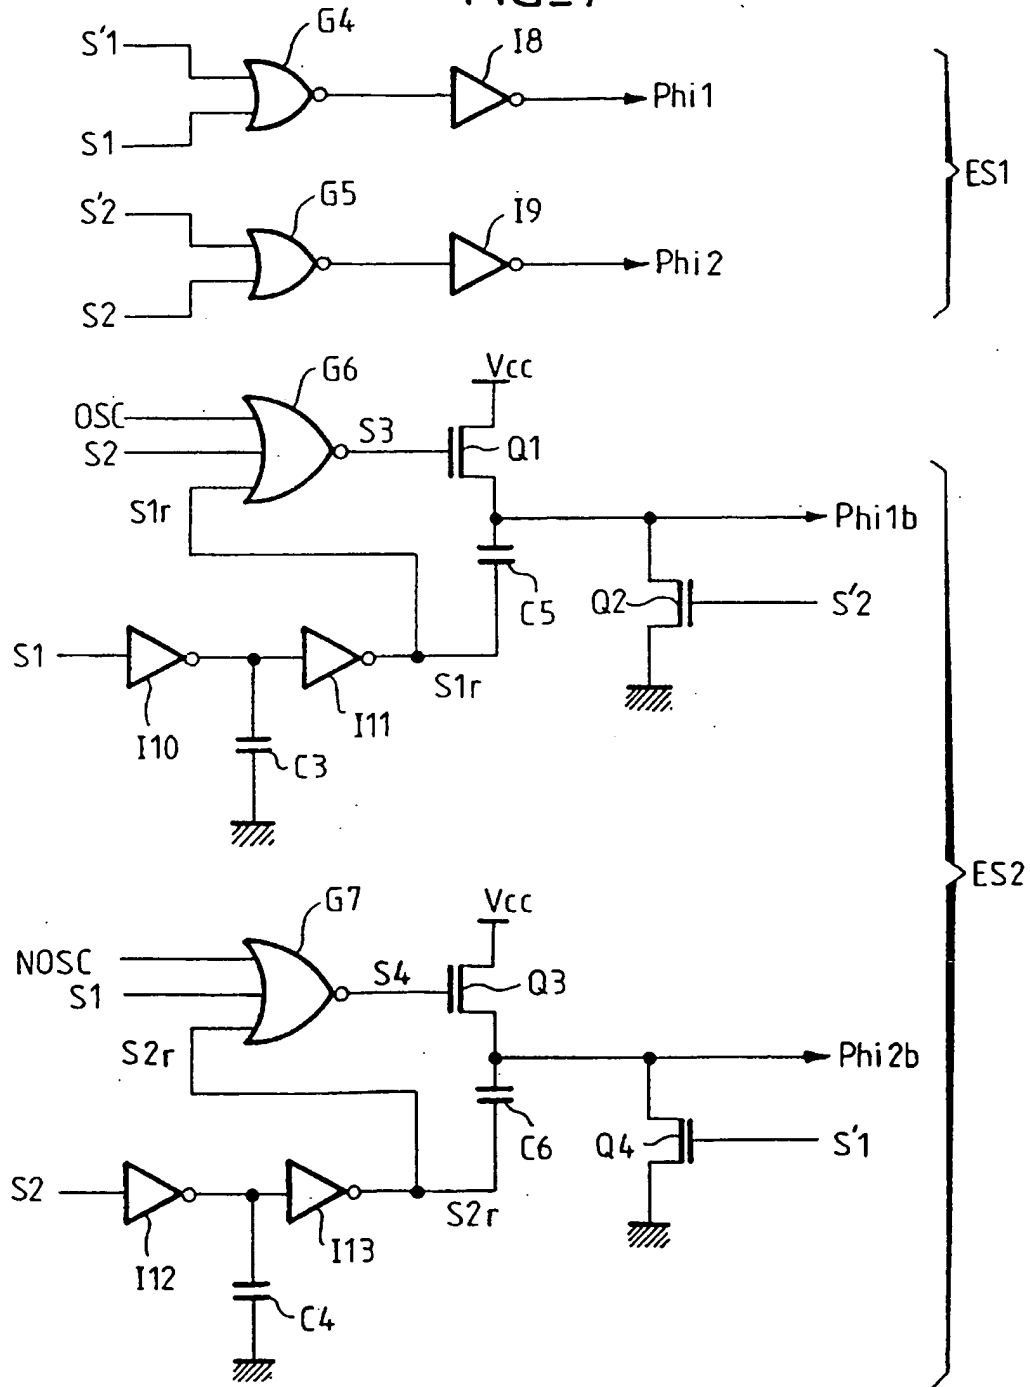 S'1
G4
I8
Phi1
S1
ES1
S'2
G5
I9
Phi2
S2
G6
Vcc
OSC
S3
Q1
S2
S1r
Phi1b
C5
Q2
S'2
S1
S1r
I10
I11
C3
ES2
G7
Vcc
NOSC
S4
Q3
S1
S2r
Phi2b
C6
Q4
S'1
S2
S2r
I12
I13
C4